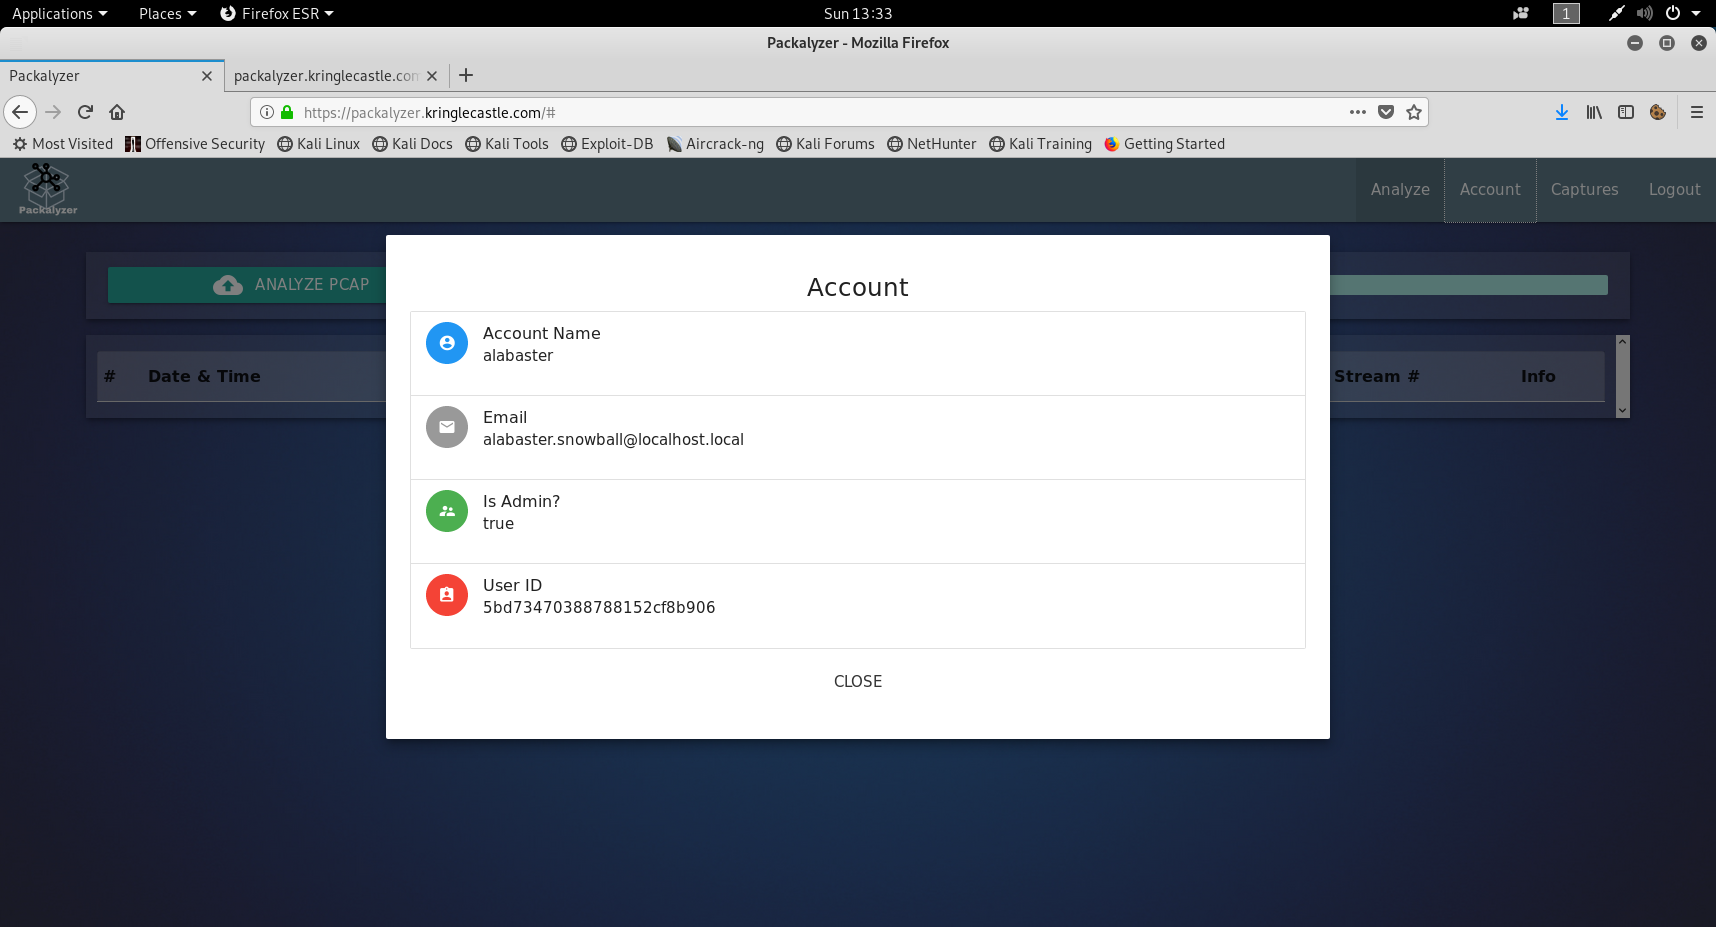 Applications Places Firefox ESR Sun 13:33 1
Packalyzer - Mozilla Firefox
Packalyzer packalyzer.kringlecastle.con
https://packalyzer.kringlecastle.com/#
Most Visited Offensive Security Kali Linux Kali Docs Kali Tools Exploit-DB Aircrack-ng Kali Forums NetHunter Kali Training Getting Started
Packalyzer Analyze Account Captures Logout
ANALYZE PCAP
# Date & Time Stream # Info
Account
Account Name
alabaster
Email
alabaster.snowball@localhost.local
Is Admin?
true
User ID
5bd73470388788152cf8b906
CLOSE